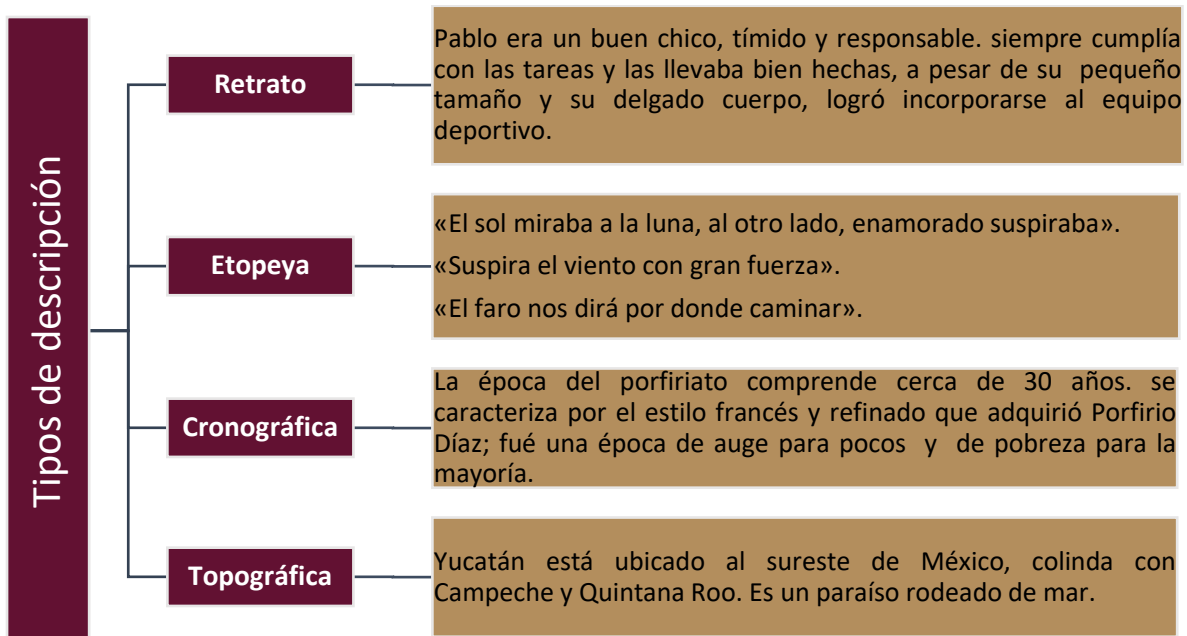 Tipos de descripción
Retrato
Pablo era un buen chico, tímido y responsable. siempre cumplía
con las tareas y las llevaba bien hechas, a pesar de su pequeño
tamaño y su delgado cuerpo, logró incorporarse al equipo
deportivo.
Etopeya
«El sol miraba a la luna, al otro lado, enamorado suspiraba».
«Suspira el viento con gran fuerza».
«El faro nos dirá por donde caminar».
Cronográfica
La época del porfiriato comprende cerca de 30 años. se
caracteriza por el estilo francés y refinado que adquirió Porfirio
Díaz; fué una época de auge para pocos y de pobreza para la
mayoría.
Topográfica
Yucatán está ubicado al sureste de México, colinda con
Campeche y Quintana Roo. Es un paraíso rodeado de mar.